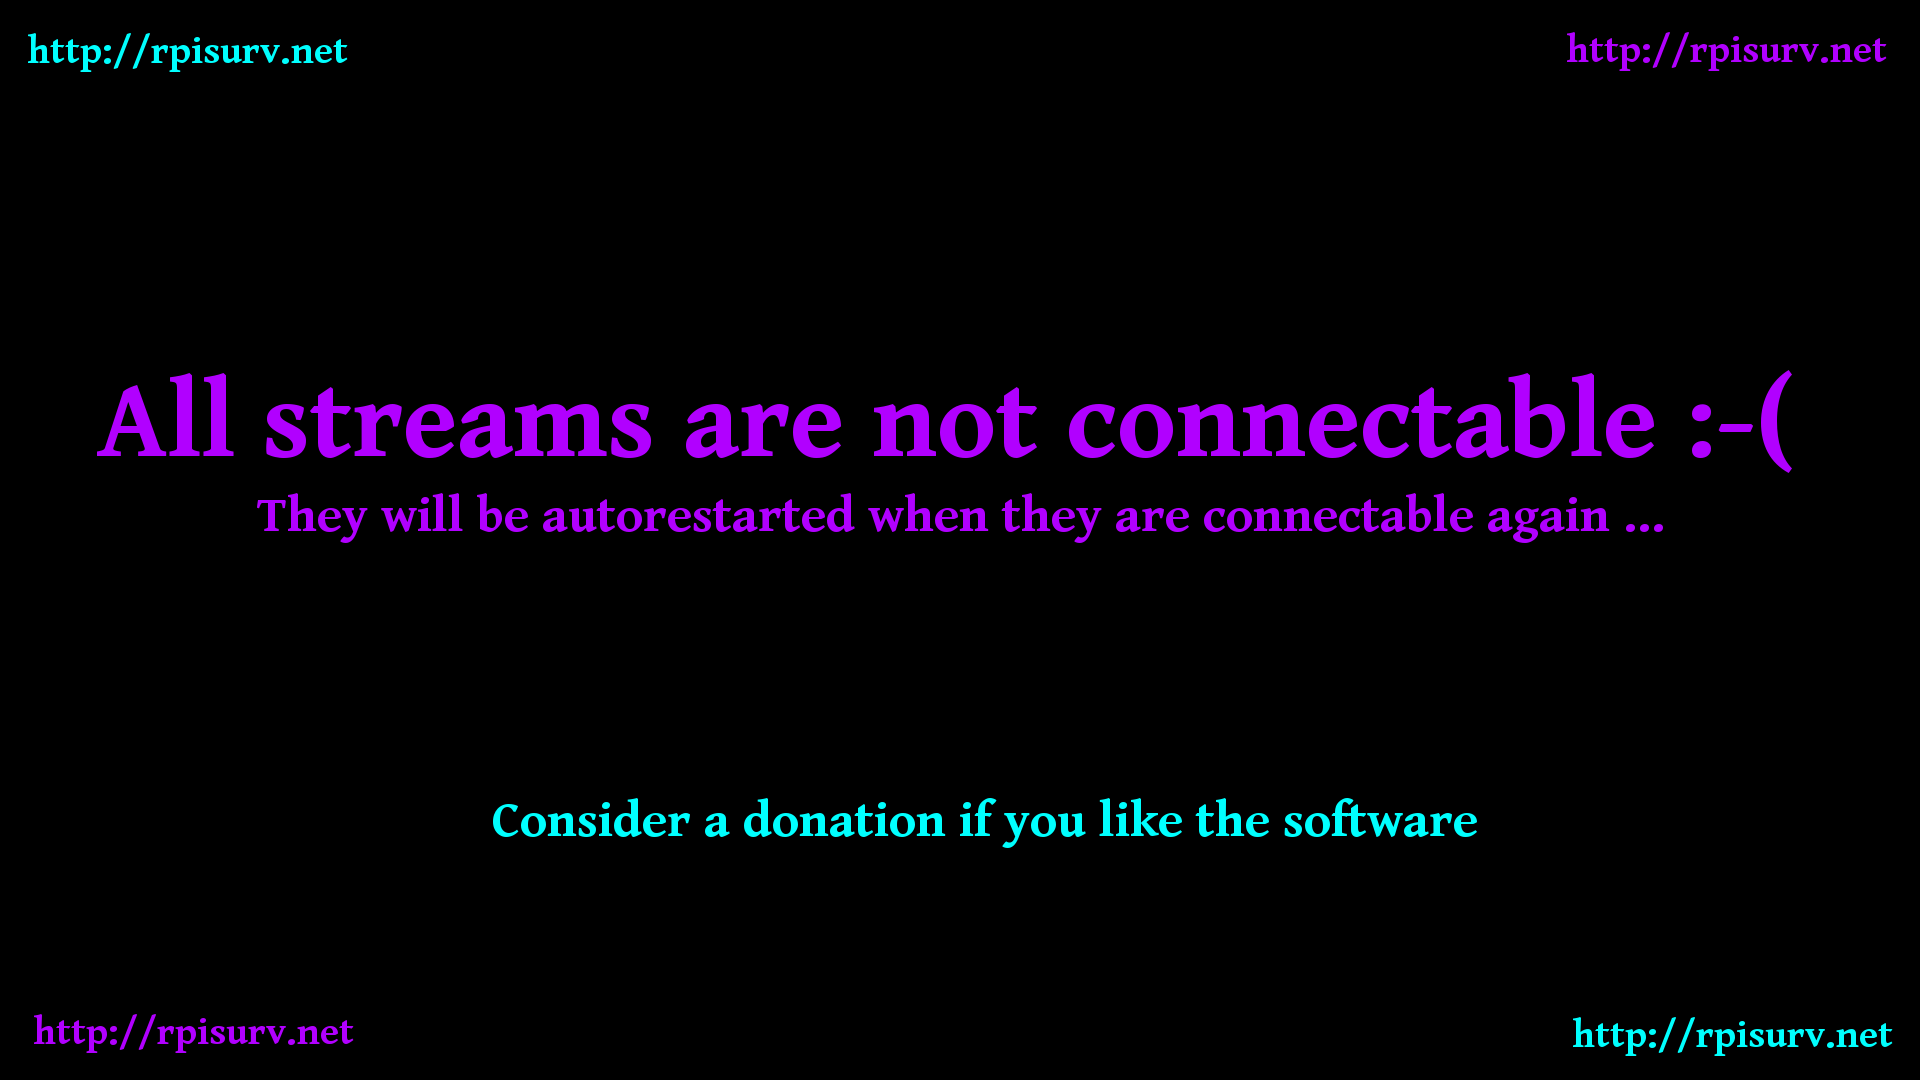 http://rpisurv.net
http://rpisurv.net
All streams are not connectable :-(
They will be autorestarted when they are connectable again ...
Consider a donation if you like the software
http://rpisurv.net
http://rpisurv.net